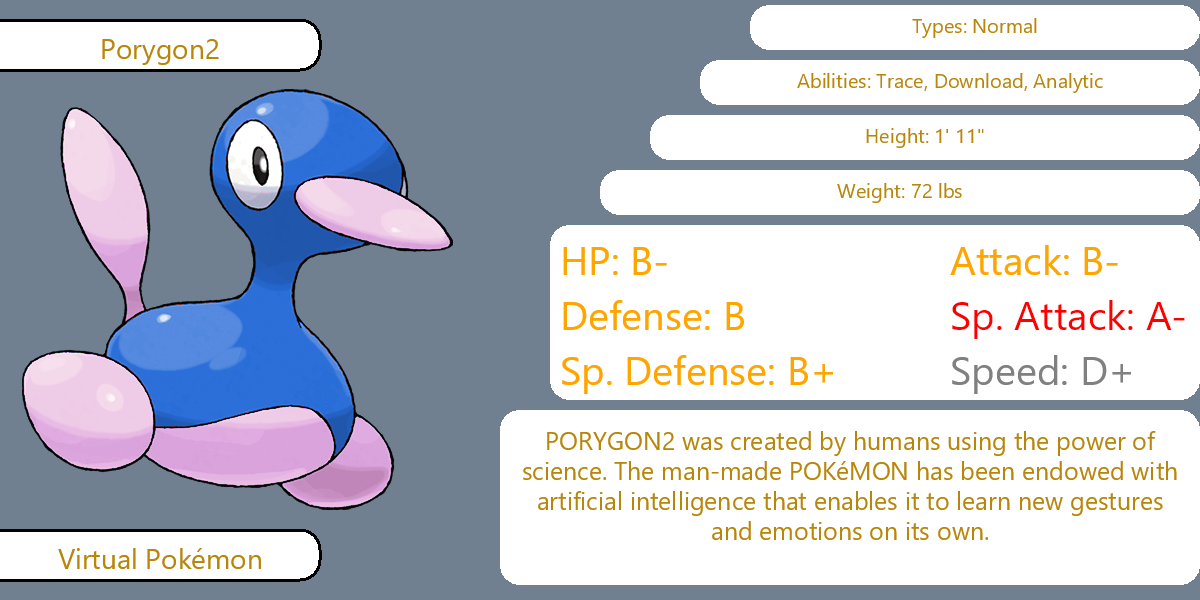 Porygon2
Types: Normal
Abilities: Trace, Download, Analytic
Height: 1' 11"
Weight: 72 lbs
HP: B-
Attack: B-
Defense: B
Sp. Attack: A-
Sp. Defense: B+
Speed: D+
PORYGON2 was created by humans using the power of
science. The man-made POKéMON has been endowed with
artificial intelligence that enables it to learn new gestures
and emotions on its own.
Virtual Pokémon